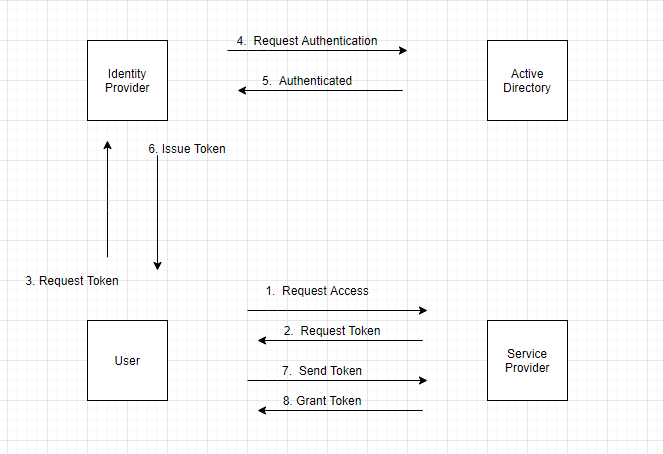 4. Request Authentication
Identity
Provider
Active
Directory
5. Authenticated
6. Issue Token
3. Request Token
1. Request Access
2. Request Token
User
Service
Provider
7. Send Token
8. Grant Token